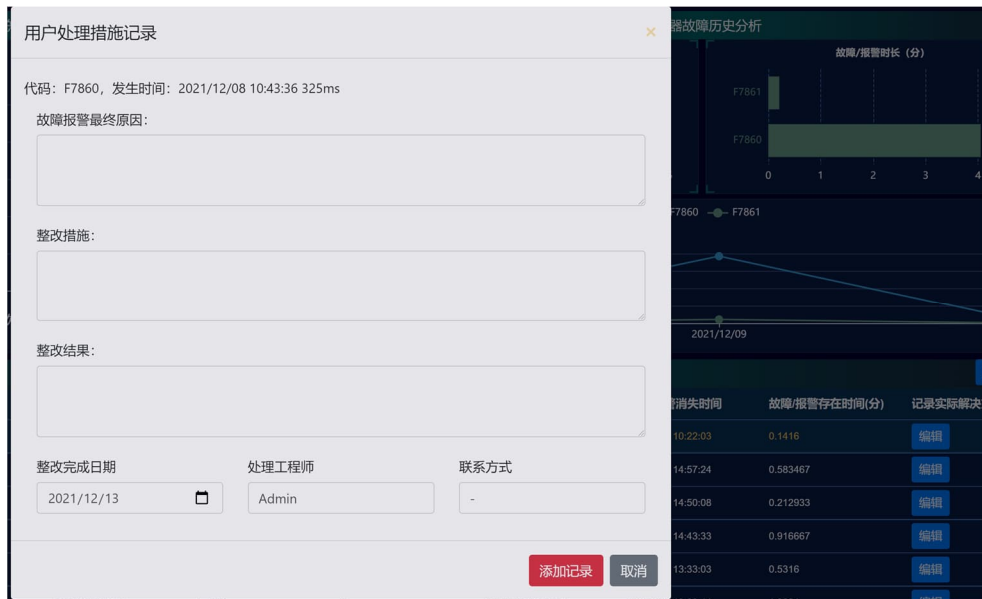 用户处理措施记录
×
代码：F7860，发生时间：2021/12/08 10:43:36 325ms
故障报警最终原因：
整改措施：
整改结果：
整改完成日期
处理工程师
联系方式
2021/12/13
Admin
-
添加记录
取消
器故障历史分析
故障/报警时长（分）
F7861
F7860
0 1 2 3 4
F7860 F7861
2021/12/09
消失时间 故障/报警存在时间(分) 记录实际解决
10:22:03 0.1416 编辑
14:57:24 0.583467 编辑
14:50:08 0.212933 编辑
14:43:33 0.916667 编辑
13:33:03 0.5316 编辑